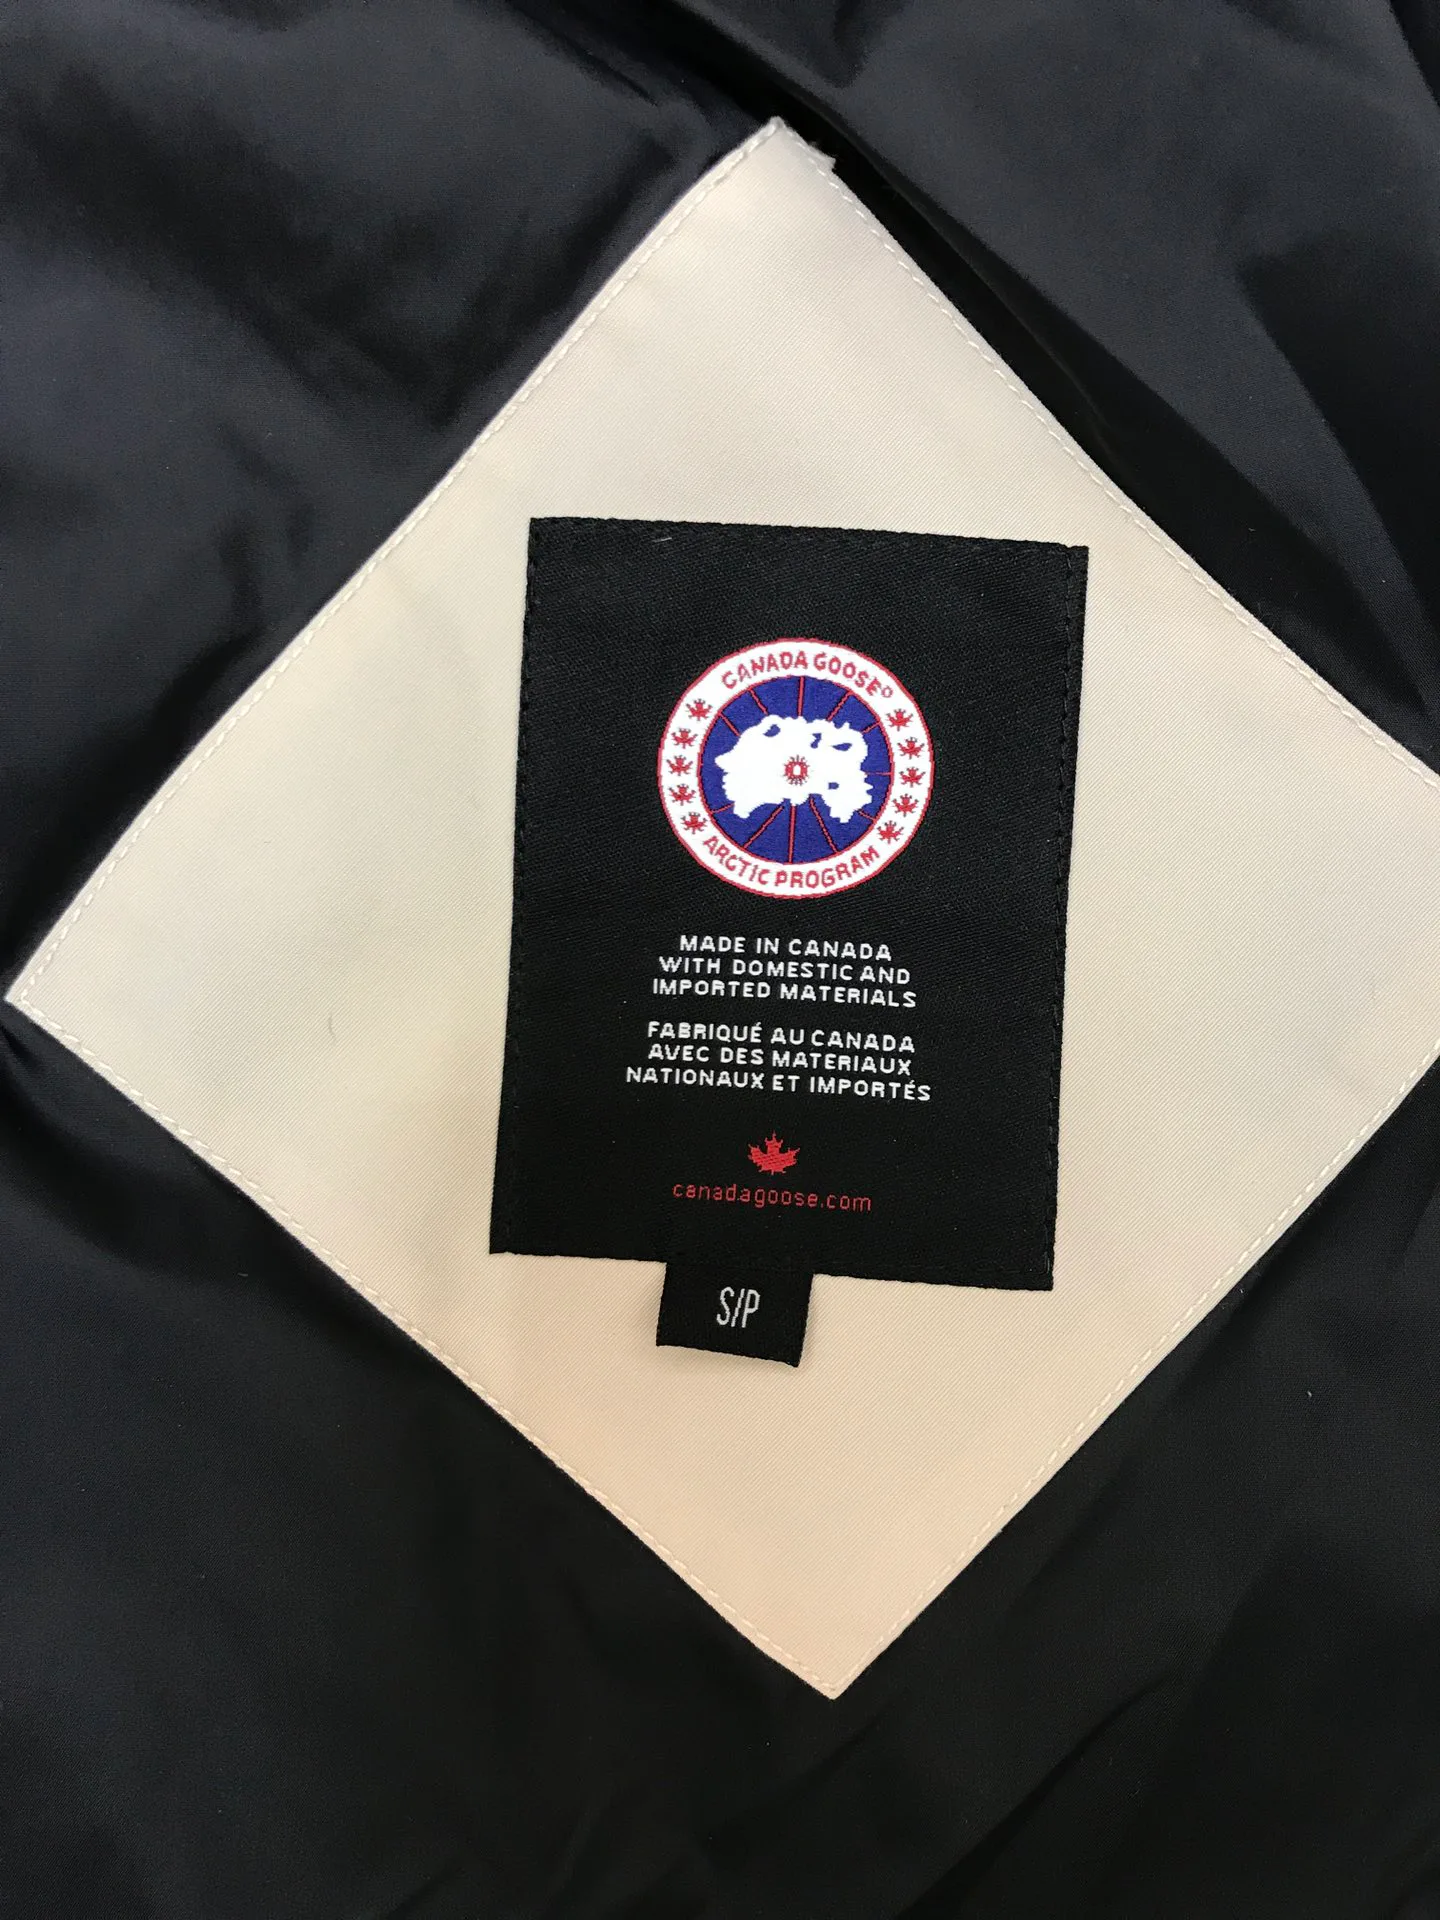 CANADA GOOSE®
ARCTIC PROGRAM
MADE IN CANADA
WITH DOMESTIC AND
IMPORTED MATERIALS
FABRIQUÉ AU CANADA
AVEC DES MATERIAUX
NATIONAUX ET IMPORTÉS
canadagoose.com
S/P